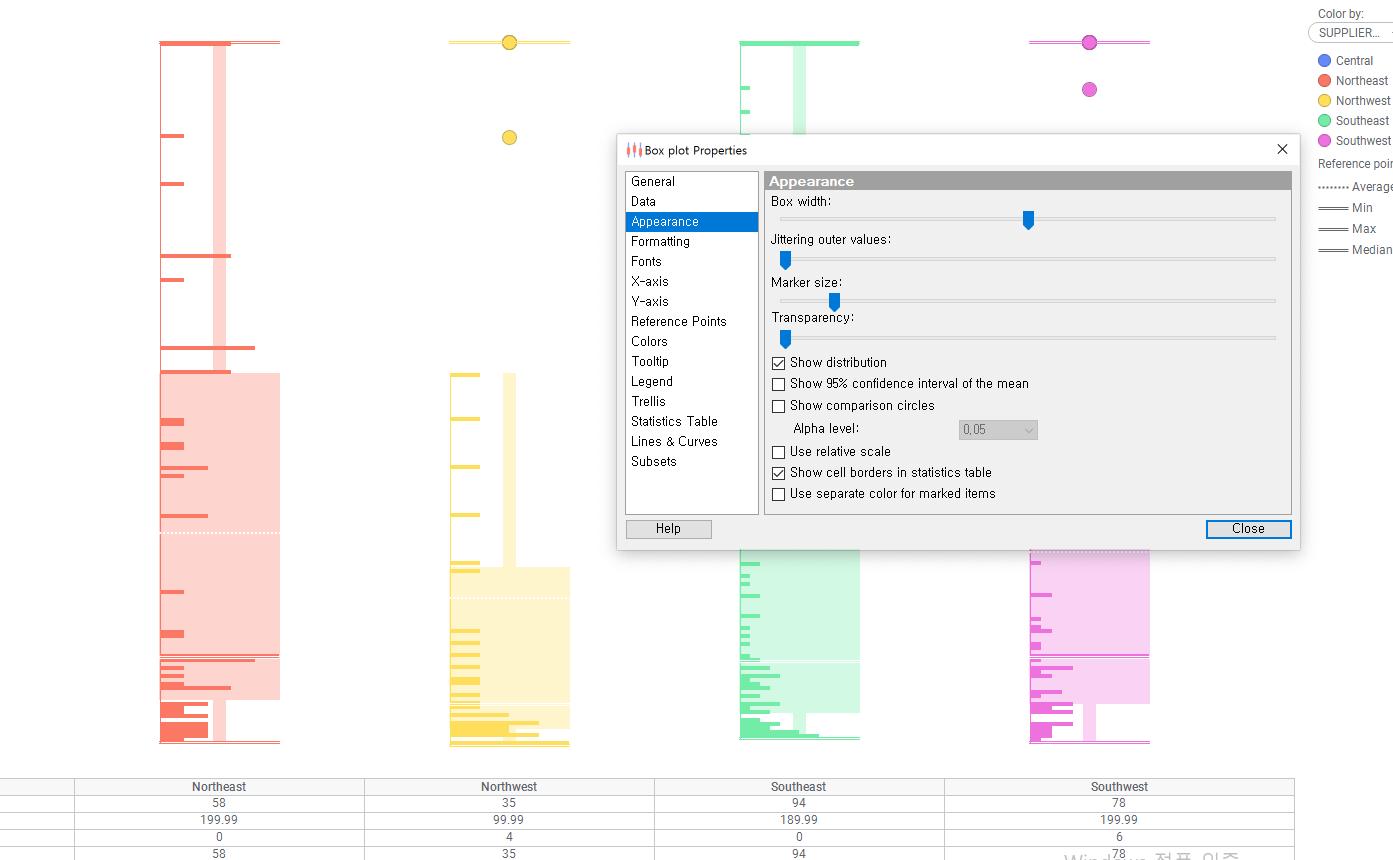 Color by:
SUPPLIER...
Central
Northeast
Northwest
Southeast
Southwest
Reference poin
Average
Min
Max
Median
Box plot Properties
General
Data
Appearance
Formatting
Fonts
X-axis
Y-axis
Reference Points
Colors
Tooltip
Legend
Trellis
Statistics Table
Lines & Curves
Subsets
Appearance
Box width:
Jittering outer values:
Marker size:
Transparency:
Show distribution
Show 95% confidence interval of the mean
Show comparison circles
Alpha level: 0,05
Use relative scale
Show cell borders in statistics table
Use separate color for marked items
Help Close
Northeast Northwest Southeast Southwest
58 35 94 78
199.99 99.99 189.99 199.99
0 4 0 6
58 35 94 78
Windows 정품 인증